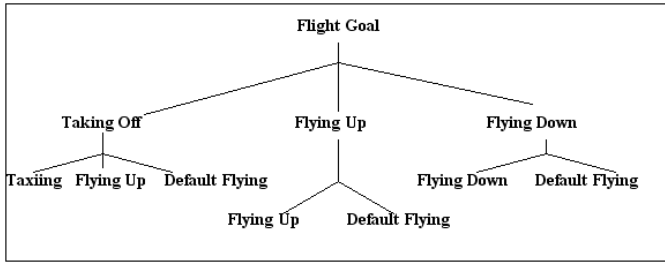 Flight Goal
Taking Off
Flying Up
Flying Down
Taxiing Flying Up Default Flying
Flying Down Default Flying
Flying Up Default Flying